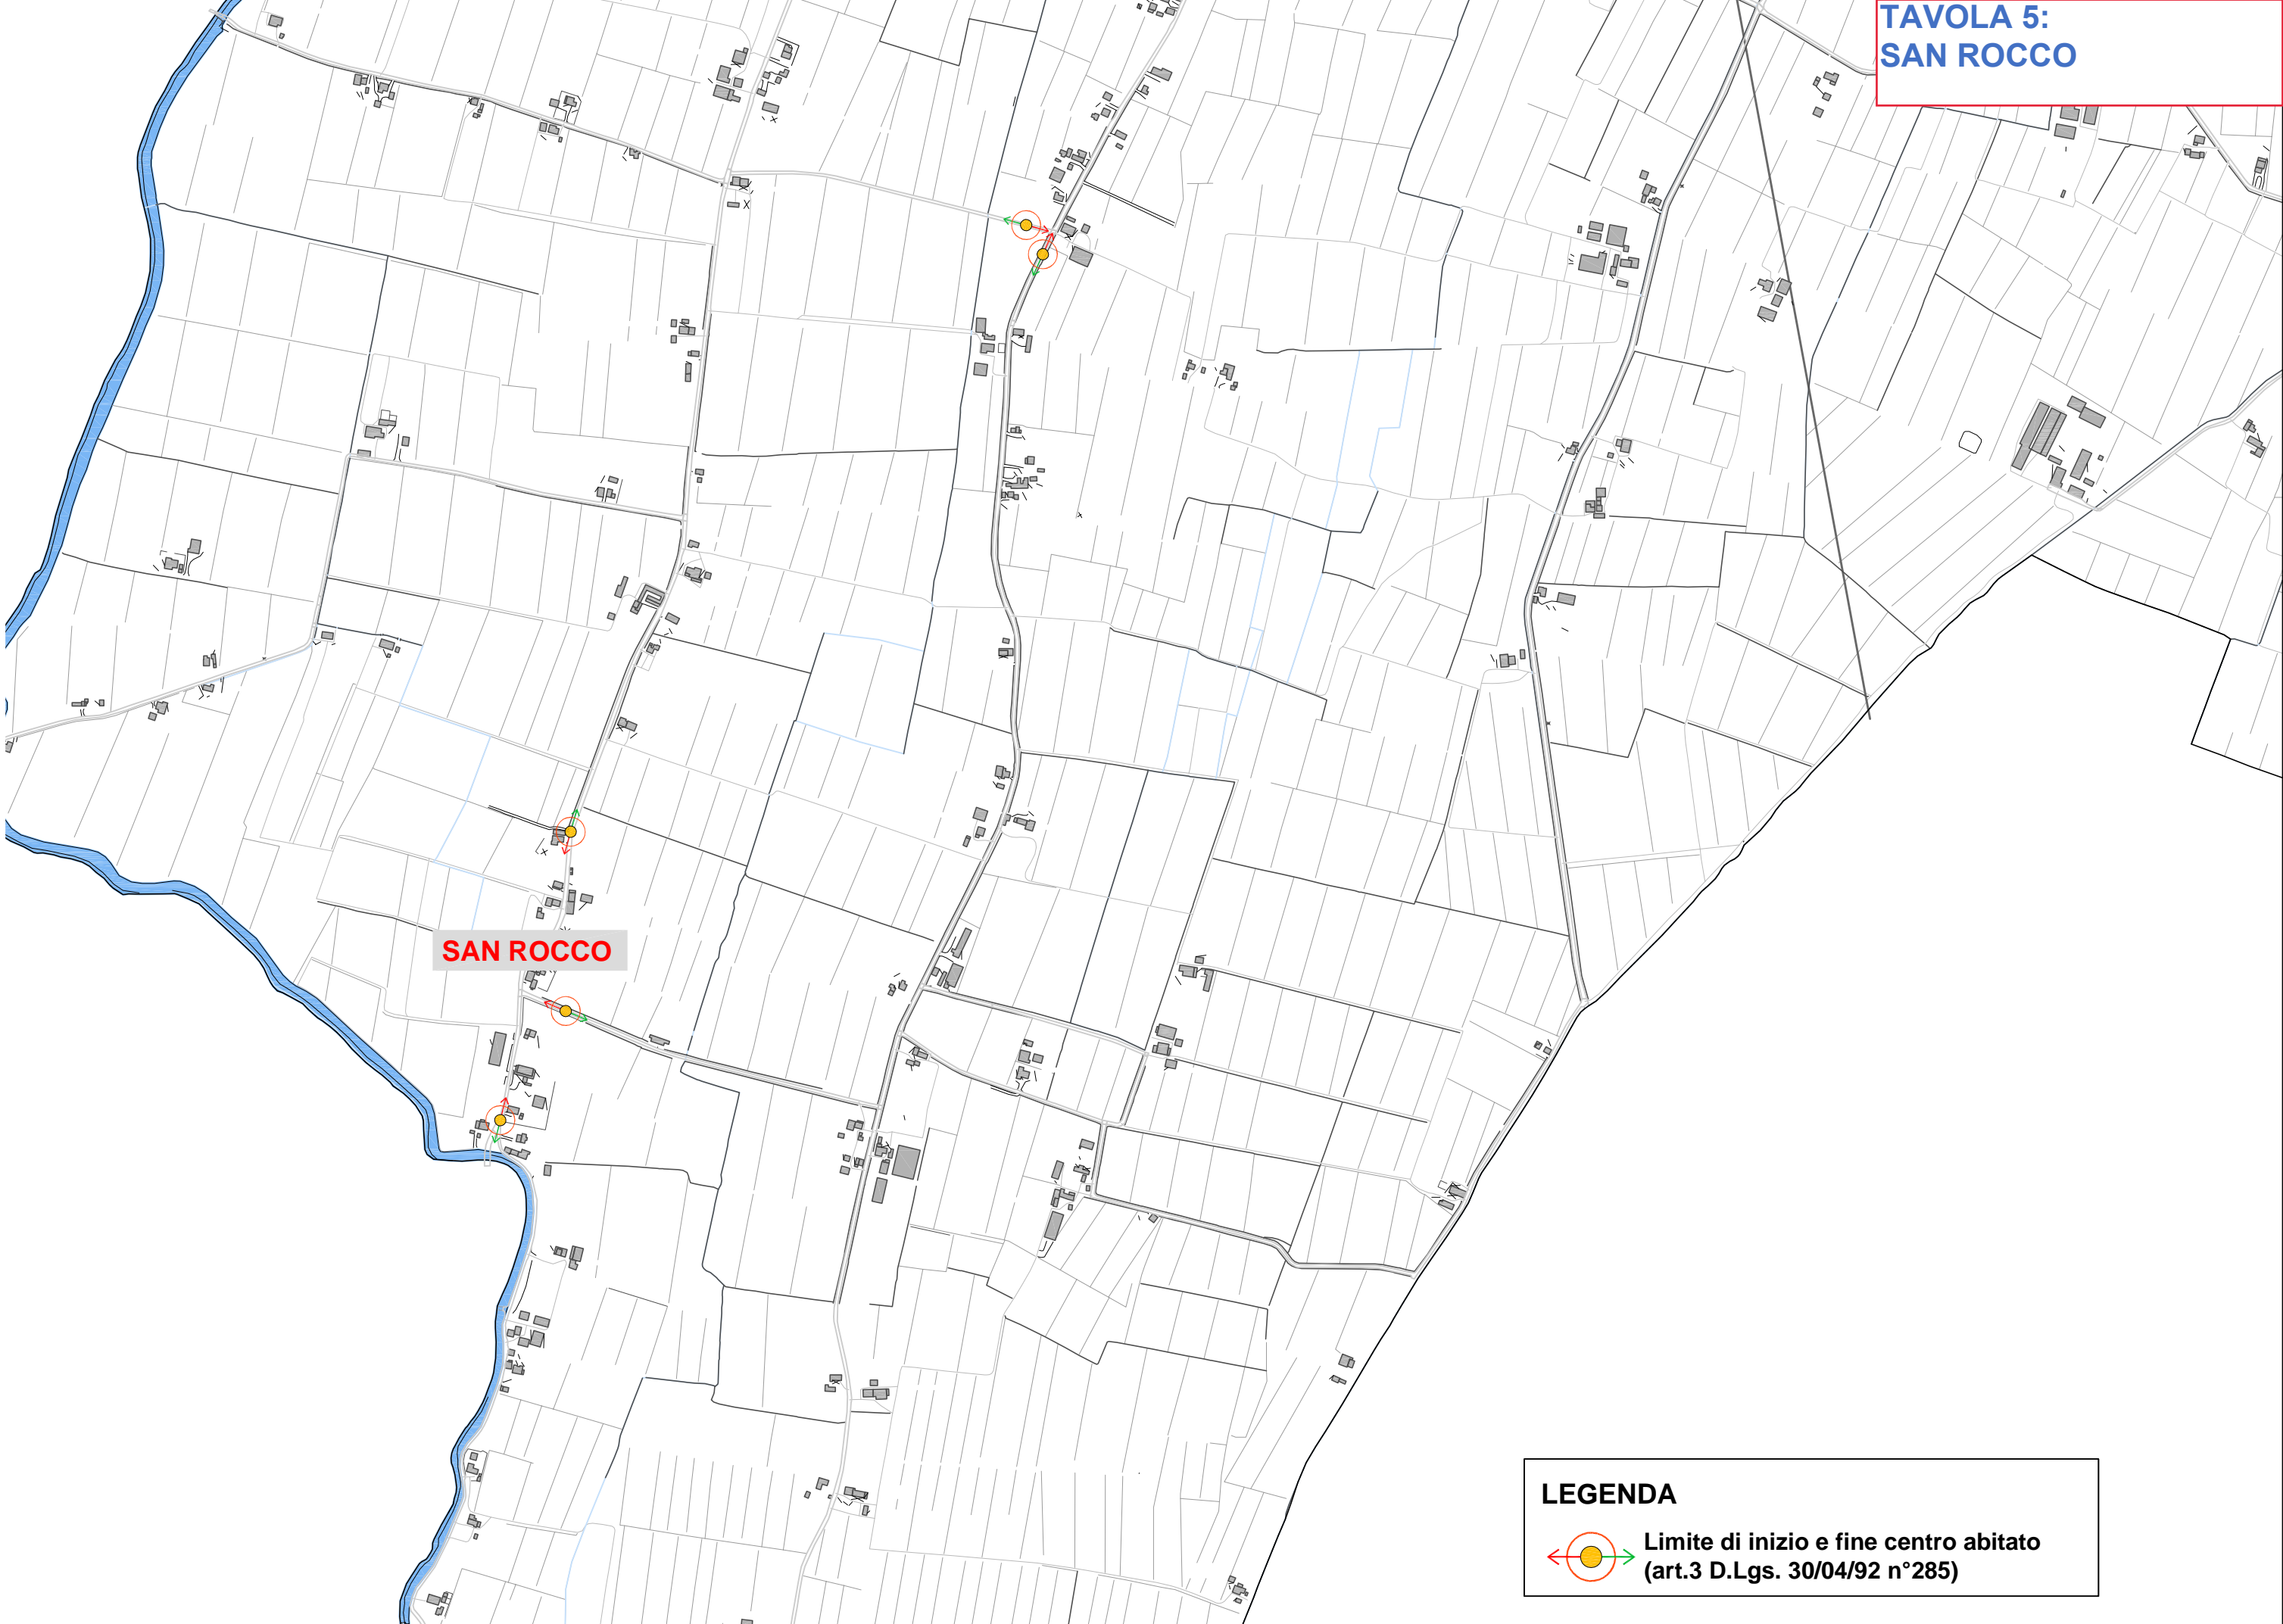 TAVOLA 5:
SAN ROCCO
SAN ROCCO
LEGENDA
Limite di inizio e fine centro abitato
(art.3 D.Lgs. 30/04/92 n°285)